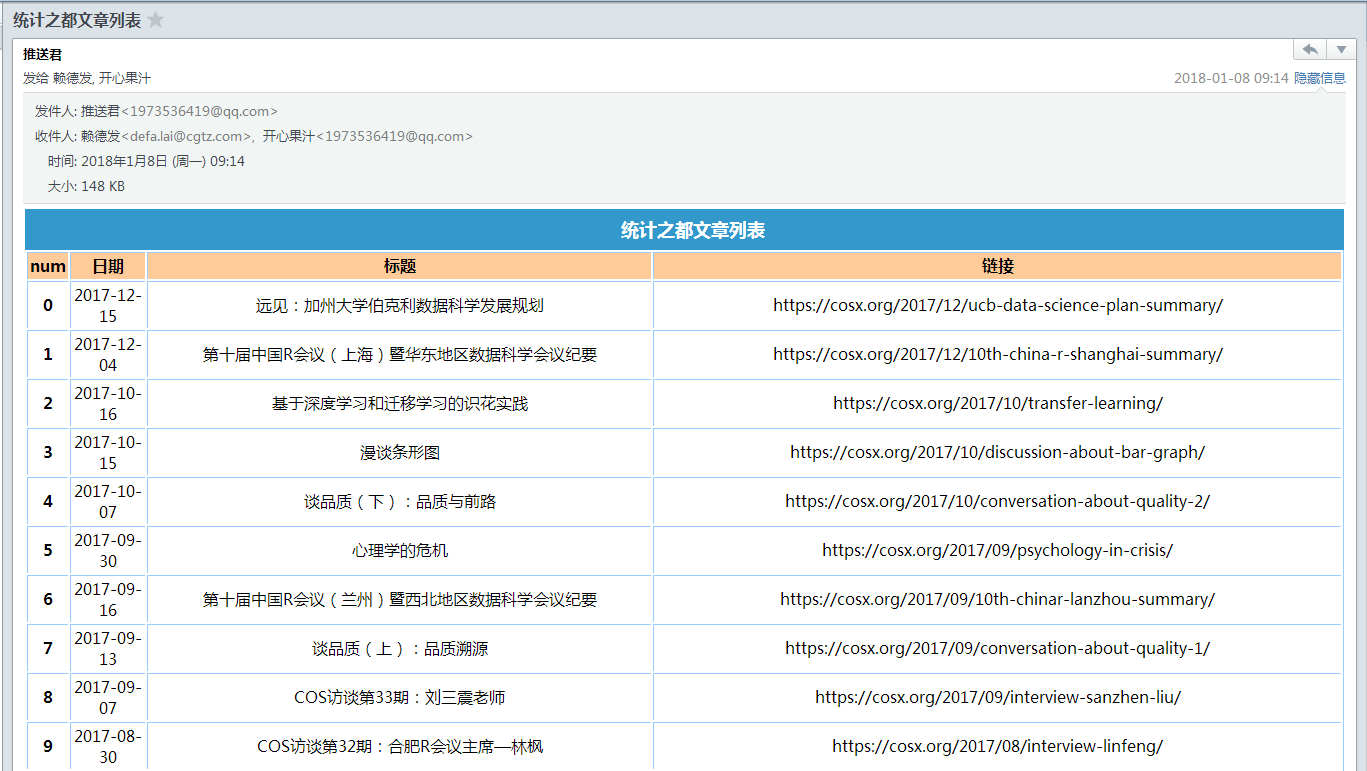 统计之都文章列表
推送君
发给 赖德发, 开心果汁
2018-01-08 09:14 隐藏信息
发件人: 推送君<1973536419@qq.com>
收件人: 赖德发<defa.lai@cgtz.com>, 开心果汁<1973536419@qq.com>
时间: 2018年1月8日 (周一) 09:14
大小: 148 KB
统计之都文章列表
num 日期 标题 链接
0 2017-12-15 远见：加州大学伯克利数据科学发展规划 https://cosx.org/2017/12/ucb-data-science-plan-summary/
1 2017-12-04 第十届中国R会议（上海）暨华东地区数据科学会议纪要 https://cosx.org/2017/12/10th-china-r-shanghai-summary/
2 2017-10-16 基于深度学习和迁移学习的识花实践 https://cosx.org/2017/10/transfer-learning/
3 2017-10-15 漫谈条形图 https://cosx.org/2017/10/discussion-about-bar-graph/
4 2017-10-07 谈品质（下）：品质与前路 https://cosx.org/2017/10/conversation-about-quality-2/
5 2017-09-30 心理学的危机 https://cosx.org/2017/09/psychology-in-crisis/
6 2017-09-16 第十届中国R会议（兰州）暨西北地区数据科学会议纪要 https://cosx.org/2017/09/10th-chinar-lanzhou-summary/
7 2017-09-13 谈品质（上）：品质溯源 https://cosx.org/2017/09/conversation-about-quality-1/
8 2017-09-07 COS访谈第33期：刘三震老师 https://cosx.org/2017/09/interview-sanzhen-liu/
9 2017-08-30 COS访谈第32期：合肥R会议主席—林枫 https://cosx.org/2017/08/interview-linfeng/